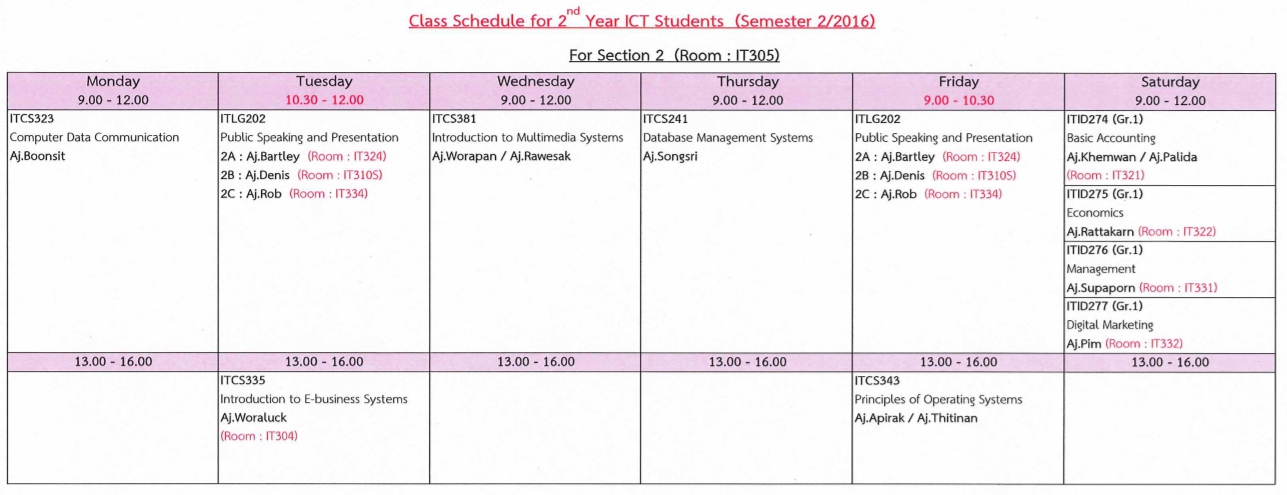 Class Schedule for 2nd Year ICT Students (Semester 2/2016)
For Section 2 (Room : IT305)
Monday
9.00 - 12.00
ITCS323
Computer Data Communication
Aj.Boonsit
13.00 - 16.00
Tuesday
10.30 - 12.00
ITLG202
Public Speaking and Presentation
2A : Aj.Bartley (Room : IT324)
2B : Aj.Denis (Room : IT310S)
2C : Aj.Rob (Room : IT334)
13.00 - 16.00
ITCS335
Introduction to E-business Systems
Aj.Woraluck
(Room : IT304)
Wednesday
9.00 - 12.00
ITCS381
Introduction to Multimedia Systems
Aj.Worapan / Aj.Rawesak
13.00 - 16.00
Thursday
9.00 - 12.00
ITCS241
Database Management Systems
Aj.Songsri
13.00 - 16.00
Friday
9.00 - 10.30
ITLG202
Public Speaking and Presentation
2A : Aj.Bartley (Room : IT324)
2B : Aj.Denis (Room : IT310S)
2C : Aj.Rob (Room : IT334)
13.00 - 16.00
ITCS343
Principles of Operating Systems
Aj.Apirak / Aj.Thitinan
Saturday
9.00 - 12.00
ITID274 (Gr.1)
Basic Accounting
Aj.Khemwan / Aj.Palida
(Room : IT321)
ITID275 (Gr.1)
Economics
Aj.Rattakarn (Room : IT322)
ITID276 (Gr.1)
Management
Aj.Supaporn (Room : IT331)
ITID277 (Gr.1)
Digital Marketing
Aj.Pim (Room : IT332)
13.00 - 16.00